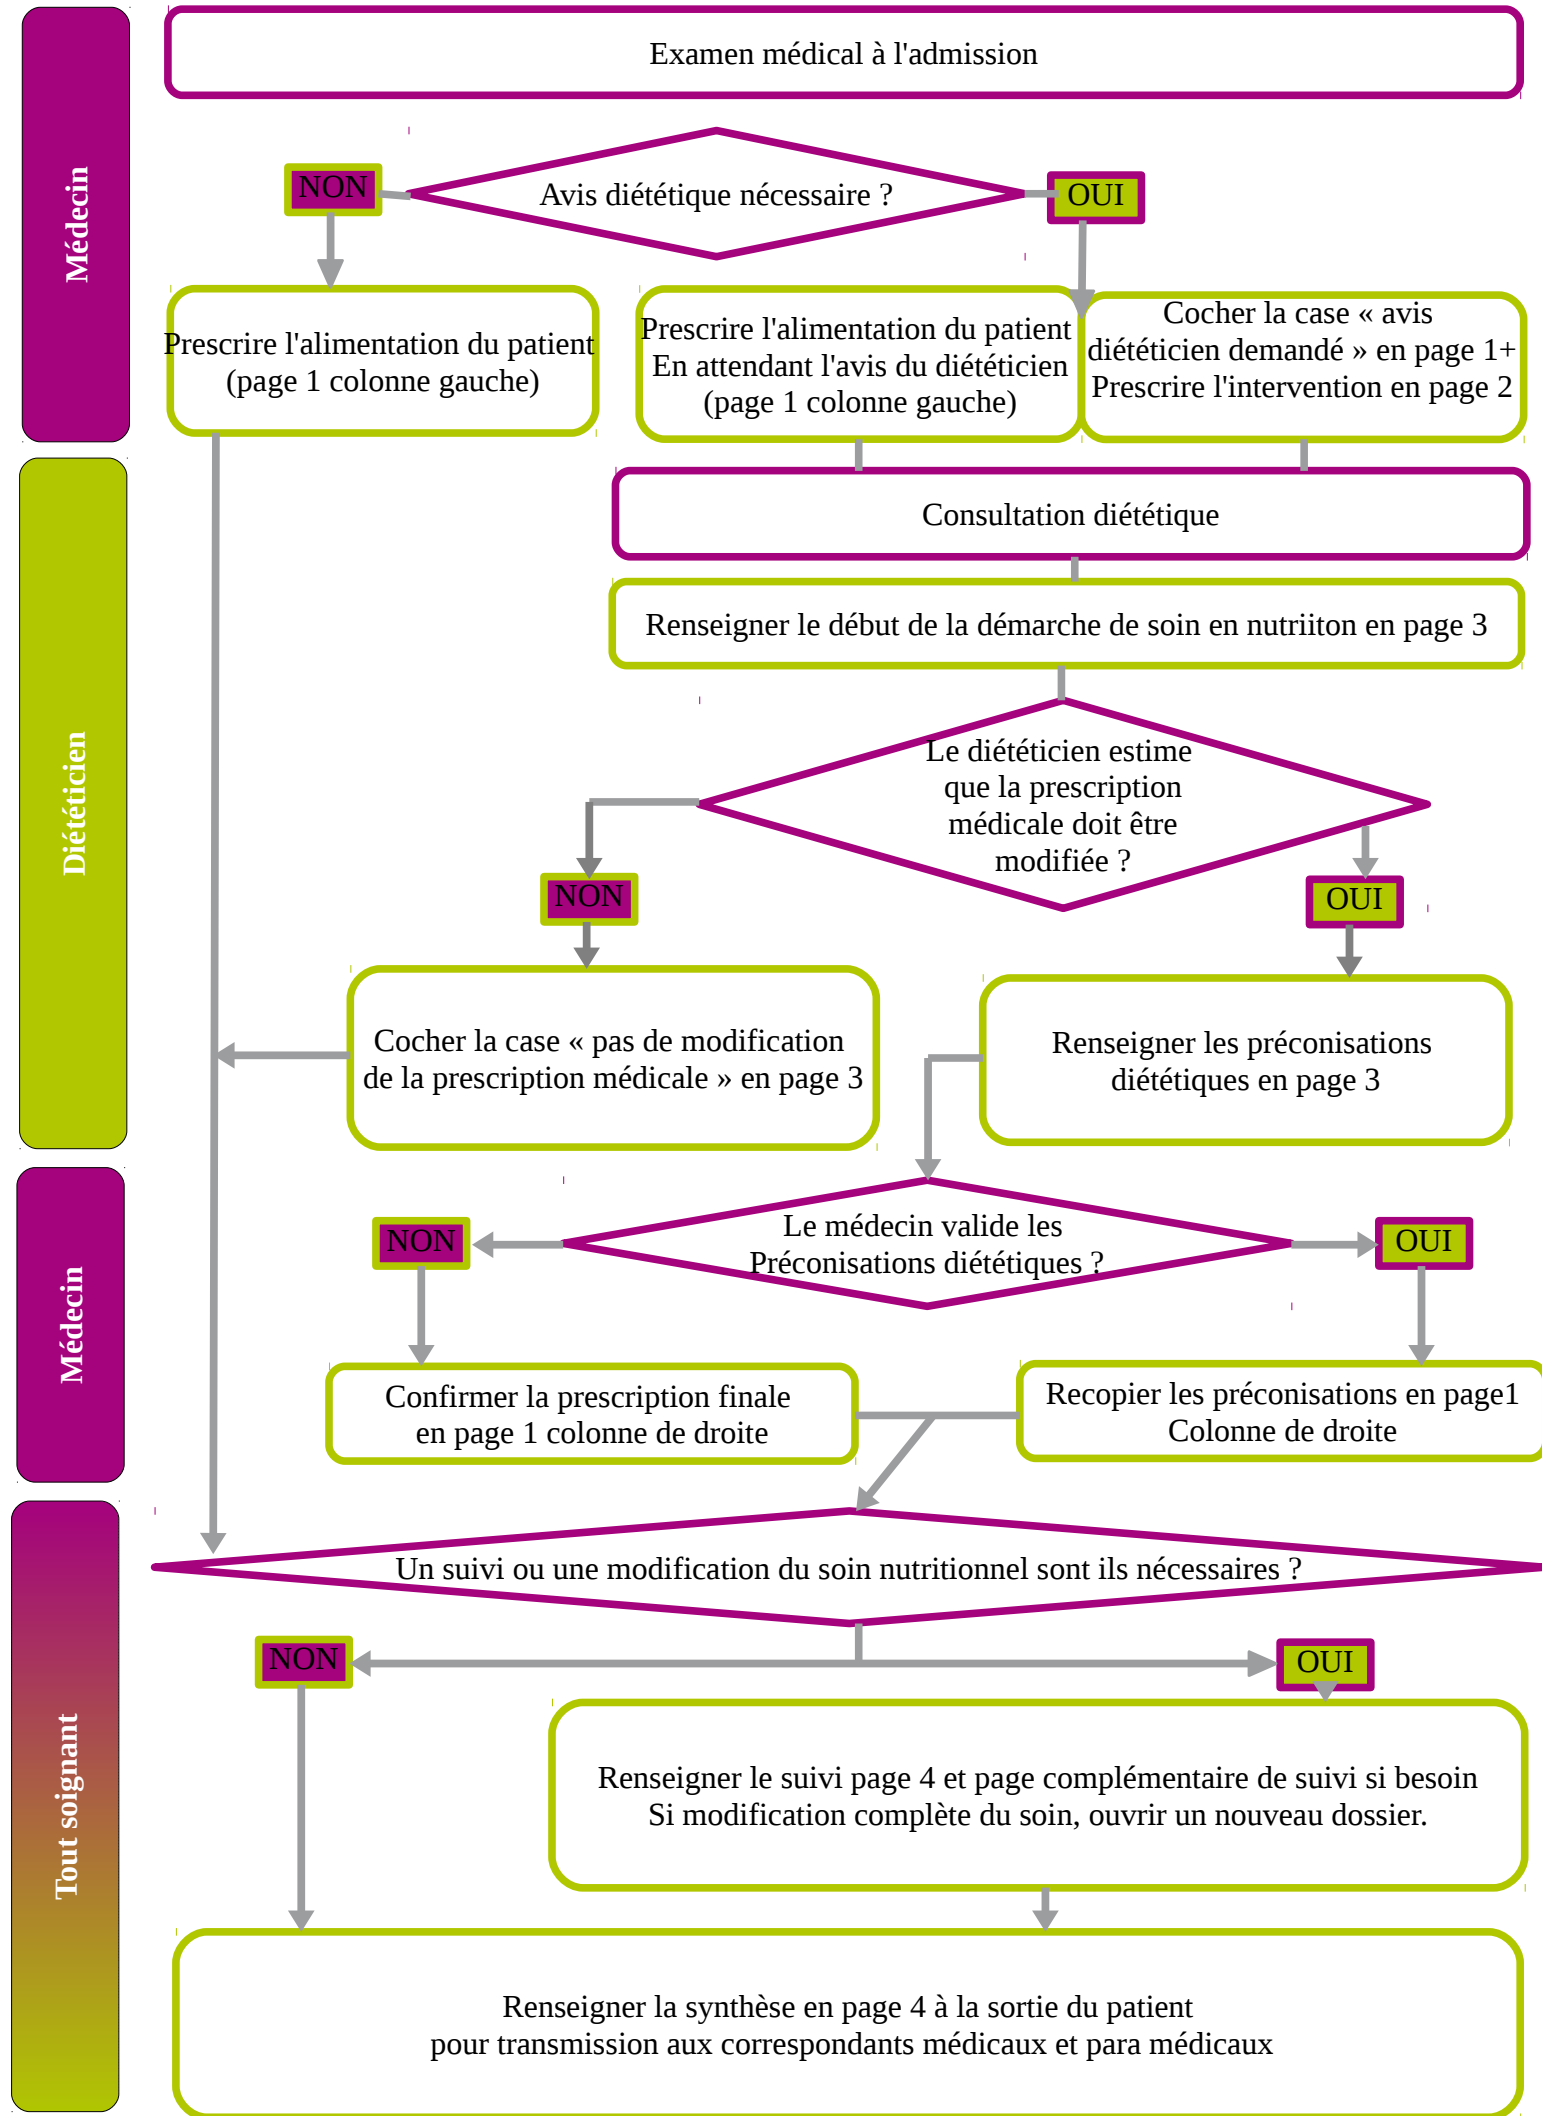 Médecin
Examen médical à l'admission
Avis diététique nécessaire ?
NON
OUI
Prescrire l'alimentation du patient
(page 1 colonne gauche)
Prescrire l'alimentation du patient
En attendant l'avis du diététicien
(page 1 colonne gauche)
Cocher la case « avis
diététicien demandé » en page 1+
Prescrire l'intervention en page 2
Diététicien
Consultation diététique
Renseigner le début de la démarche de soin en nutriiton en page 3
Le diététicien estime
que la prescription
médicale doit être
modifiée ?
NON
OUI
Cocher la case « pas de modification
de la prescription médicale » en page 3
Renseigner les préconisations
diététiques en page 3
Médecin
Le médecin valide les
Préconisations diététiques ?
NON
OUI
Confirmer la prescription finale
en page 1 colonne de droite
Recopier les préconisations en page1
Colonne de droite
Tout soignant
Un suivi ou une modification du soin nutritionnel sont ils nécessaires ?
NON
OUI
Renseigner le suivi page 4 et page complémentaire de suivi si besoin
Si modification complète du soin, ouvrir un nouveau dossier.
Renseigner la synthèse en page 4 à la sortie du patient
pour transmission aux correspondants médicaux et para médicaux